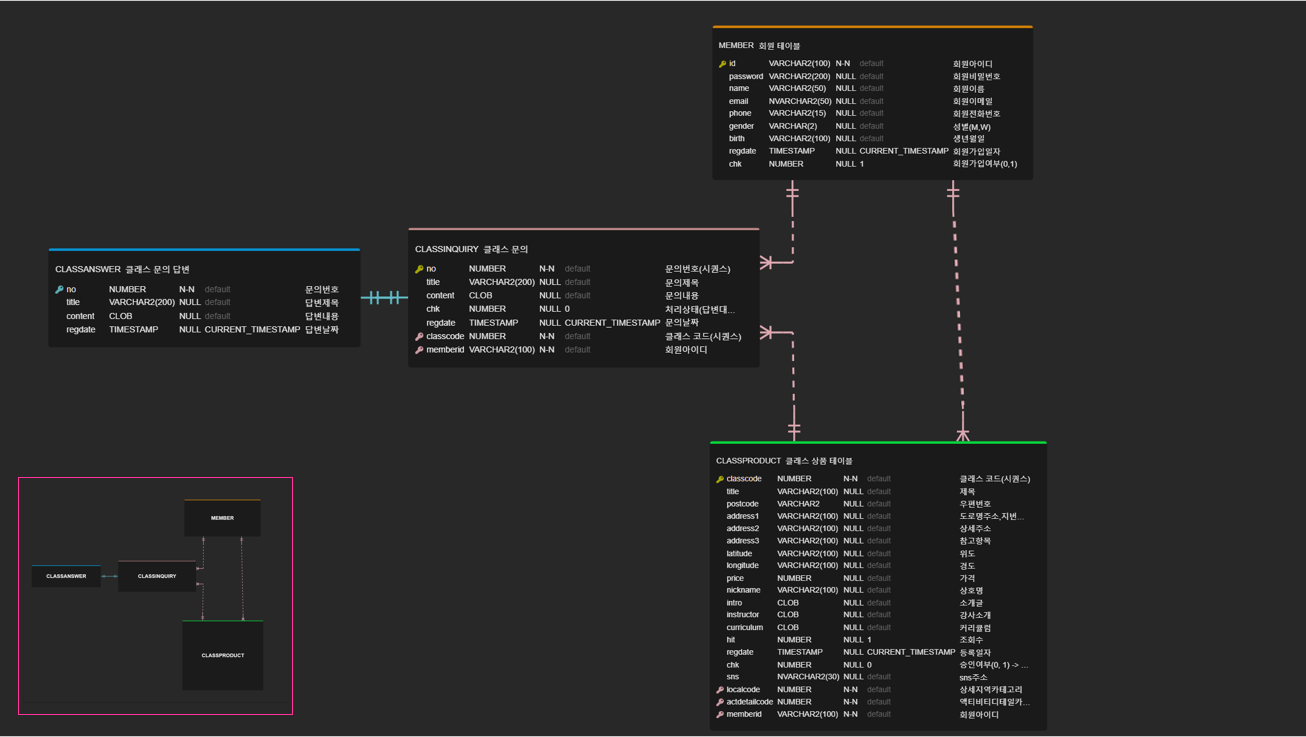 MEMBER 회원 테이블
id VARCHAR2(100) N-N default 회원아이디
password VARCHAR2(200) NULL default 회원비밀번호
name VARCHAR2(50) NULL default 회원이름
email NVARCHAR2(50) NULL default 회원이메일
phone VARCHAR2(15) NULL default 회원전화번호
gender VARCHAR(2) NULL default 성별(M,W)
birth VARCHAR2(100) NULL default 생년월일
regdate TIMESTAMP NULL CURRENT_TIMESTAMP 회원가입일자
chk NUMBER NULL 1 회원가입여부(0,1)
CLASSINQUIRY 클래스 문의
no NUMBER N-N default 문의번호(시퀀스)
title VARCHAR2(200) NULL default 문의제목
content CLOB NULL default 문의내용
chk NUMBER NULL 0 처리상태(답변대...
regdate TIMESTAMP NULL CURRENT_TIMESTAMP 문의날짜
classcode NUMBER N-N default 클래스 코드(시퀀스)
memberid VARCHAR2(100) N-N default 회원아이디
CLASSANSWER 클래스 문의 답변
no NUMBER N-N default 문의번호
title VARCHAR2(200) NULL default 답변제목
content CLOB NULL default 답변내용
regdate TIMESTAMP NULL CURRENT_TIMESTAMP 답변날짜
CLASSPRODUCT 클래스 상품 테이블
classcode NUMBER N-N default 클래스 코드(시퀀스)
title VARCHAR2(100) NULL default 제목
postcode VARCHAR2 NULL default 우편번호
address1 VARCHAR2(100) NULL default 도로명주소,지번...
address2 VARCHAR2(100) NULL default 상세주소
address3 VARCHAR2(100) NULL default 참고항목
latitude VARCHAR2(100) NULL default 위도
longitude VARCHAR2(100) NULL default 경도
price NUMBER NULL default 가격
nickname VARCHAR2(100) NULL default 상호명
intro CLOB NULL default 소개글
instructor CLOB NULL default 강사소개
curriculum CLOB NULL default 커리큘럼
hit NUMBER NULL 1 조회수
regdate TIMESTAMP NULL CURRENT_TIMESTAMP 등록일자
chk NUMBER NULL 0 승인여부(0, 1) -> ...
sns NVARCHAR2(30) NULL default sns주소
localcode NUMBER N-N default 상세지역카테고리
actdetailcode NUMBER N-N default 액티비티디테일카...
memberid VARCHAR2(100) N-N default 회원아이디
MEMBER
CLASSANSWER
CLASSINQUIRY
CLASSPRODUCT